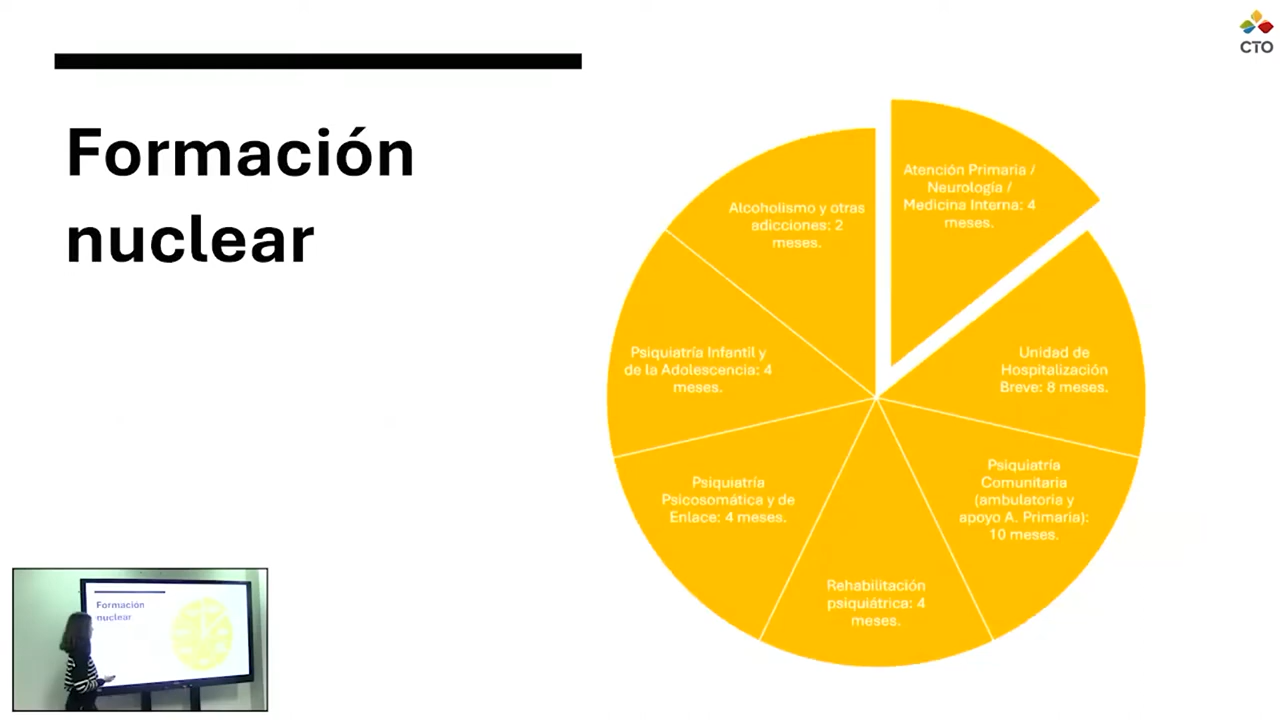 CTO
Formación
nuclear
Atención Primaria /
Neurología /
Medicina Interna: 4
meses.
Unidad de
Hospitalización
Breve: 8 meses.
Psiquiatría
Comunitaria
(ambulatoria y
apoyo A. Primaria):
10 meses.
Rehabilitación
psiquiátrica: 4
meses.
Psiquiatría
Psicosomática y de
Enlace: 4 meses.
Psiquiatría Infantil y
de la Adolescencia: 4
meses.
Alcoholismo y otras
adicciones: 2
meses.
Formación
nuclear